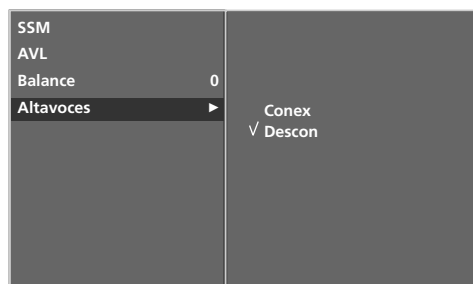 SSM
AVL
Balance 0
Altavoces ►
Conex
√ Descon